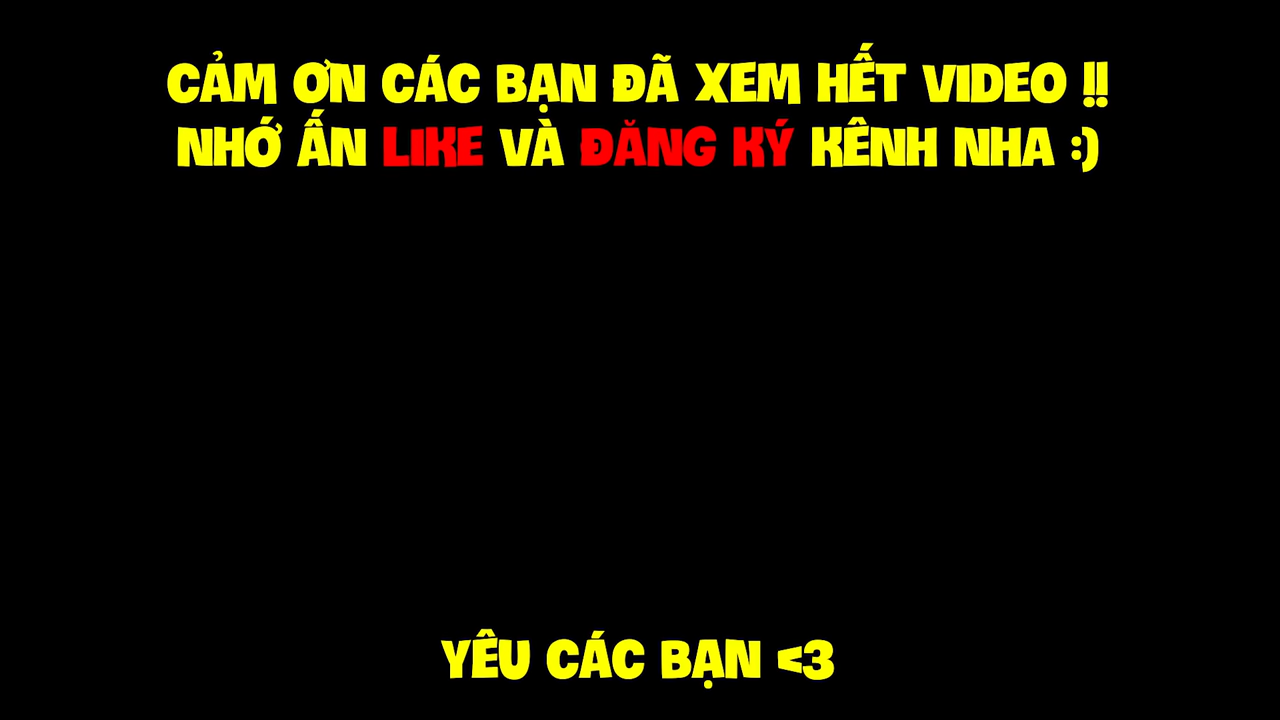 CẢM ƠN CÁC BẠN ĐÃ XEM HẾT VIDEO !!
NHỚ ẤN LIKE VÀ ĐĂNG KÝ KÊNH NHA :)
YÊU CÁC BẠN <3